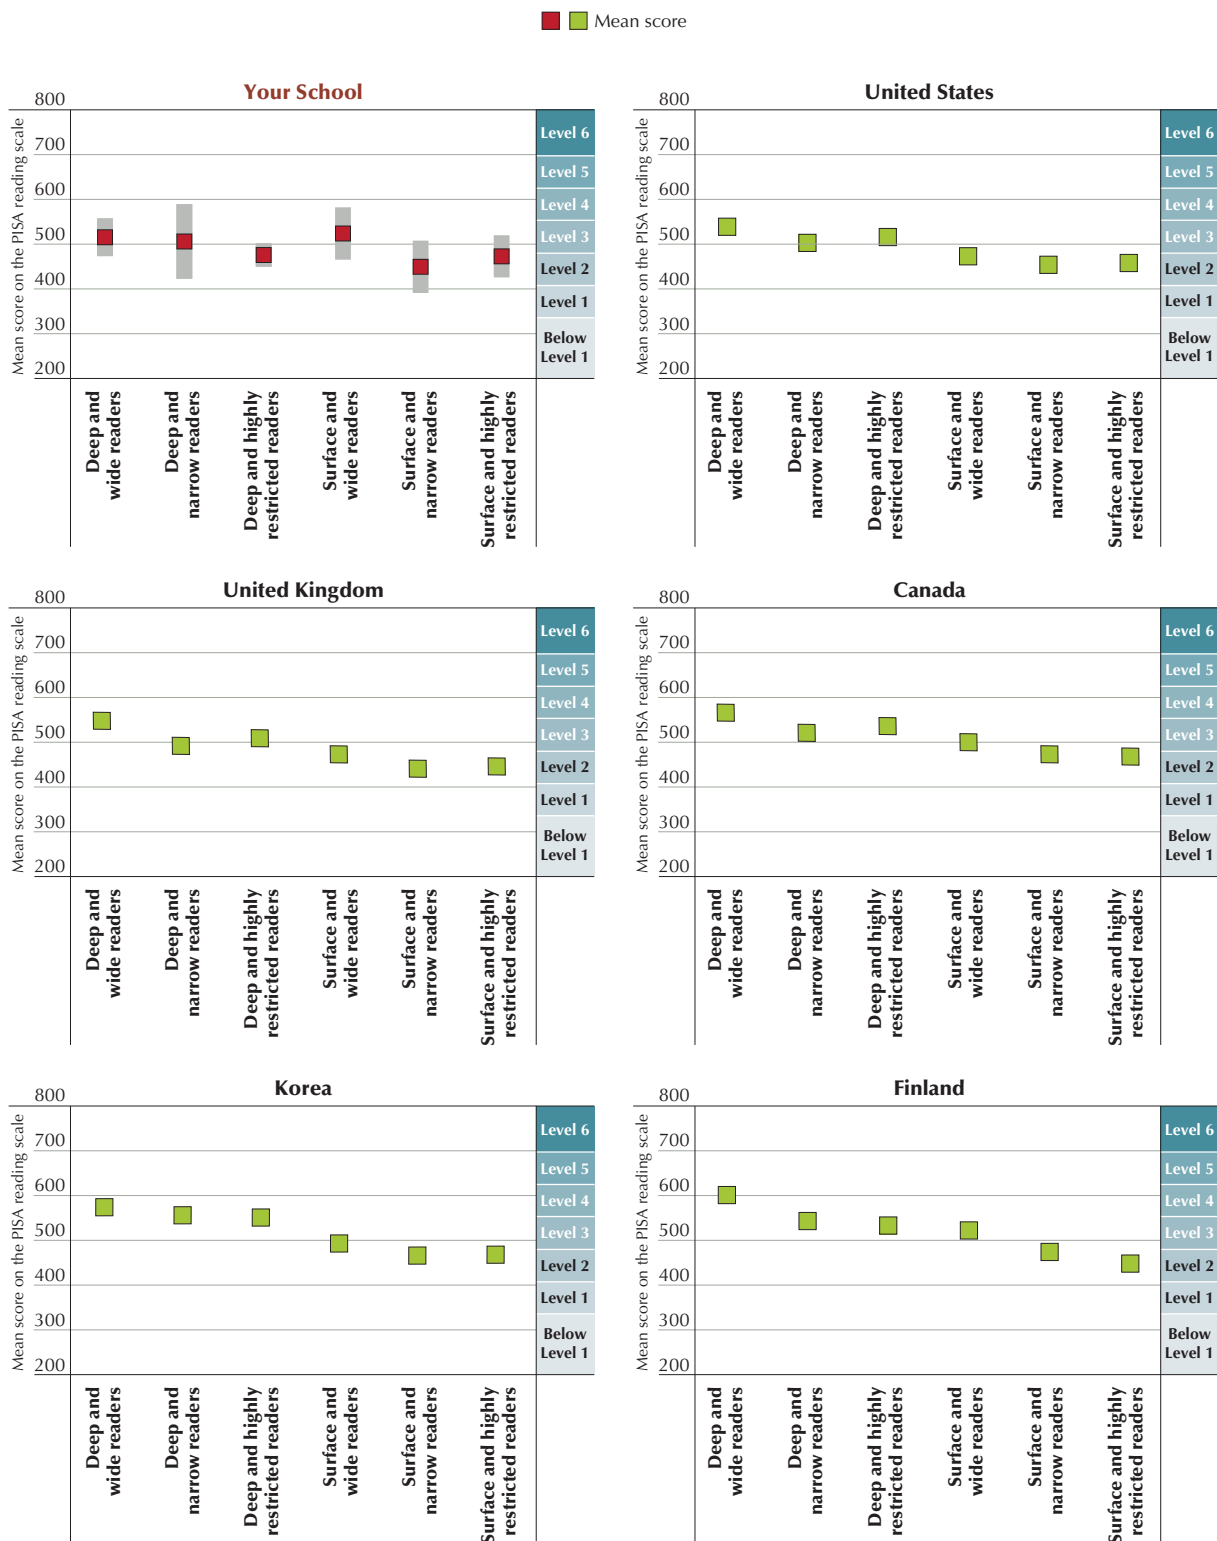 Mean score
Your School
Mean score on the PISA reading scale
800
700
600
500
400
300
200
Level 6
Level 5
Level 4
Level 3
Level 2
Level 1
Below
Level 1
Deep and
wide readers
Deep and
narrow readers
Deep and highly
restricted readers
Surface and
wide readers
Surface and
narrow readers
Surface and highly
restricted readers
United States
Mean score on the PISA reading scale
800
700
600
500
400
300
200
Level 6
Level 5
Level 4
Level 3
Level 2
Level 1
Below
Level 1
Deep and
wide readers
Deep and
narrow readers
Deep and highly
restricted readers
Surface and
wide readers
Surface and
narrow readers
Surface and highly
restricted readers
United Kingdom
Mean score on the PISA reading scale
800
700
600
500
400
300
200
Level 6
Level 5
Level 4
Level 3
Level 2
Level 1
Below
Level 1
Deep and
wide readers
Deep and
narrow readers
Deep and highly
restricted readers
Surface and
wide readers
Surface and
narrow readers
Surface and highly
restricted readers
Canada
Mean score on the PISA reading scale
800
700
600
500
400
300
200
Level 6
Level 5
Level 4
Level 3
Level 2
Level 1
Below
Level 1
Deep and
wide readers
Deep and
narrow readers
Deep and highly
restricted readers
Surface and
wide readers
Surface and
narrow readers
Surface and highly
restricted readers
Korea
Mean score on the PISA reading scale
800
700
600
500
400
300
200
Level 6
Level 5
Level 4
Level 3
Level 2
Level 1
Below
Level 1
Deep and
wide readers
Deep and
narrow readers
Deep and highly
restricted readers
Surface and
wide readers
Surface and
narrow readers
Surface and highly
restricted readers
Finland
Mean score on the PISA reading scale
800
700
600
500
400
300
200
Level 6
Level 5
Level 4
Level 3
Level 2
Level 1
Below
Level 1
Deep and
wide readers
Deep and
narrow readers
Deep and highly
restricted readers
Surface and
wide readers
Surface and
narrow readers
Surface and highly
restricted readers